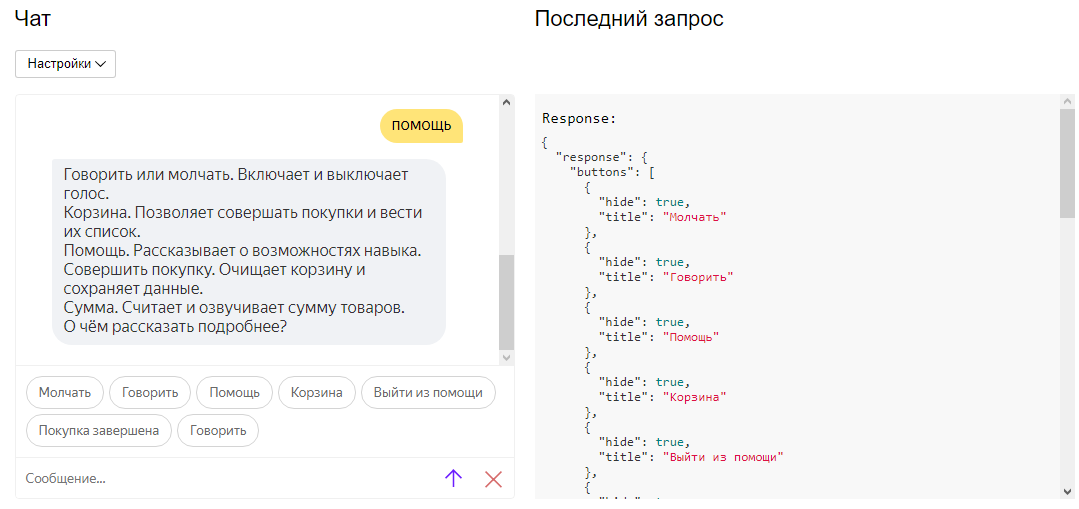 Чат
Настройки
ПОМОЩЬ
Говорить или молчать. Включает и выключает
голос.
Корзина. Позволяет совершать покупки и вести
их список.
Помощь. Рассказывает о возможностях навыка.
Совершить покупку. Очищает корзину и
сохраняет данные.
Сумма. Считает и озвучивает сумму товаров.
О чём рассказать подробнее?
Молчать Говорить Помощь Корзина Выйти из помощи
Покупка завершена Говорить
Сообщение...
Последний запрос
Response:
{
"response": {
"buttons": [
{
"hide": true,
"title": "Молчать"
},
{
"hide": true,
"title": "Говорить"
},
{
"hide": true,
"title": "Помощь"
},
{
"hide": true,
"title": "Корзина"
},
{
"hide": true,
"title": "Выйти из помощи"
},
{
"hide": true,